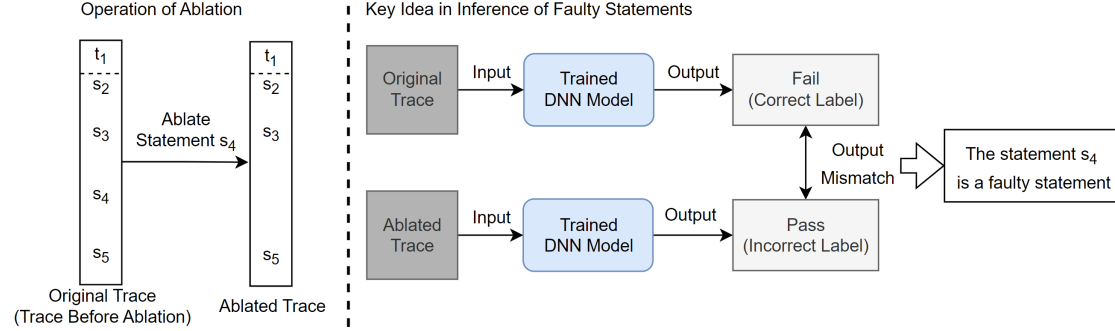 Operation of Ablation
t1
s2
s3
s4
s5
Original Trace
(Trace Before Ablation)
Ablate
Statement s4
t1
s2
s3
s5
Ablated Trace
Key Idea in Inference of Faulty Statements
Original
Trace
Input
Trained
DNN Model
Output
Fail
(Correct Label)
Output
Mismatch
The statement s4
is a faulty statement
Ablated
Trace
Input
Trained
DNN Model
Output
Pass
(Incorrect Label)